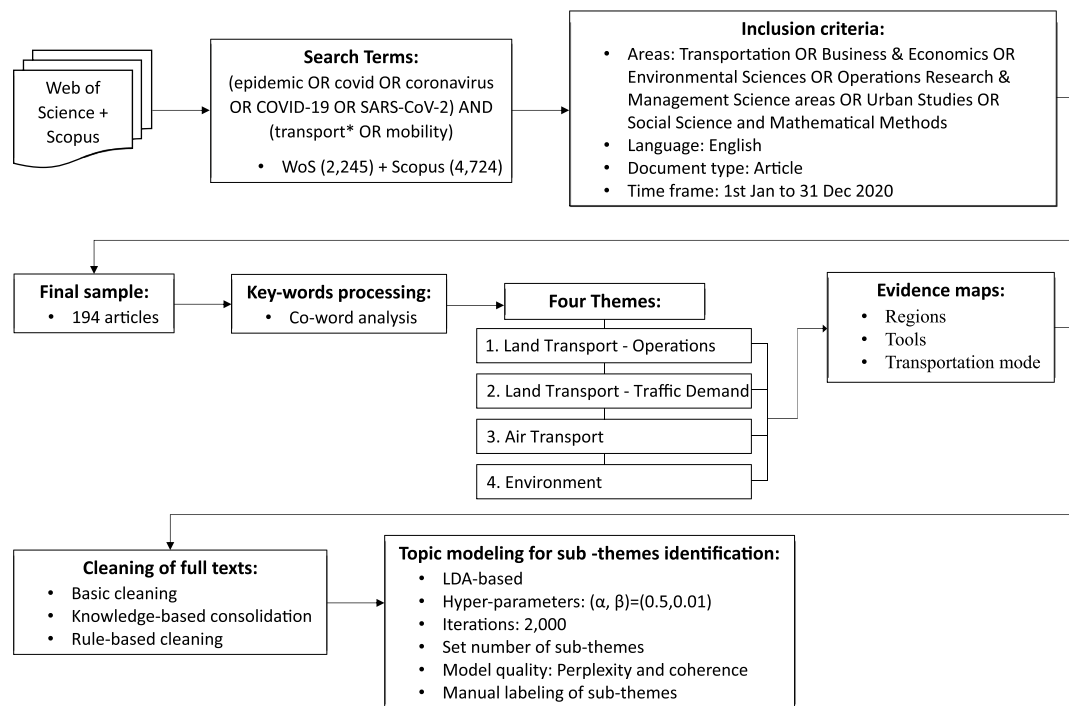 Web of
Science +
Scopus
Search Terms:
(epidemic OR covid OR coronavirus
OR COVID-19 OR SARS-CoV-2) AND
(transport* OR mobility)
• WoS (2,245) + Scopus (4,724)
Inclusion criteria:
• Areas: Transportation OR Business & Economics OR
Environmental Sciences OR Operations Research &
Management Science areas OR Urban Studies OR
Social Science and Mathematical Methods
• Language: English
• Document type: Article
• Time frame: 1st Jan to 31 Dec 2020
Final sample:
• 194 articles
Key-words processing:
• Co-word analysis
Four Themes:
1. Land Transport - Operations
2. Land Transport - Traffic Demand
3. Air Transport
4. Environment
Evidence maps:
• Regions
• Tools
• Transportation mode
Cleaning of full texts:
• Basic cleaning
• Knowledge-based consolidation
• Rule-based cleaning
Topic modeling for sub -themes identification:
• LDA-based
• Hyper-parameters: (α, β)=(0.5,0.01)
• Iterations: 2,000
• Set number of sub-themes
• Model quality: Perplexity and coherence
• Manual labeling of sub-themes